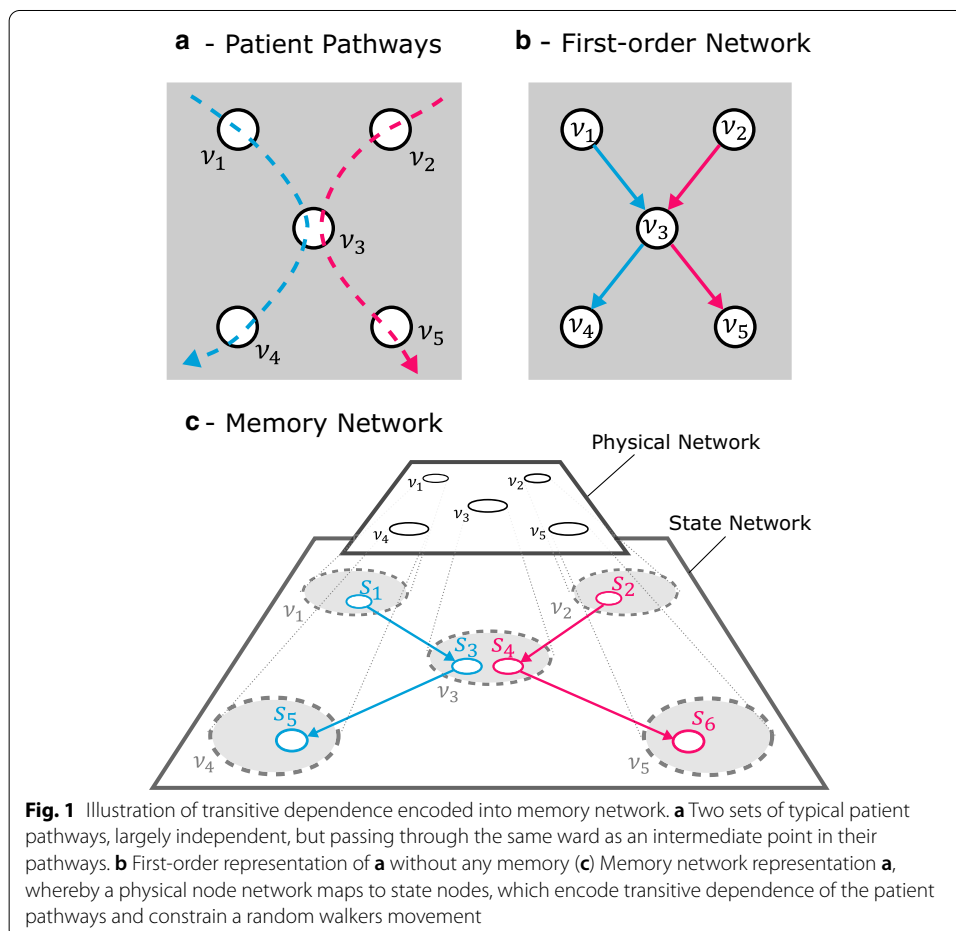 a - Patient Pathways
b - First-order Network
ν1
ν2
ν3
ν4
ν5
ν1
ν2
ν3
ν4
ν5
c - Memory Network
Physical Network
ν1
ν2
ν3
ν4
ν5
State Network
s1
s2
ν1
ν2
s3
s4
ν3
s5
s6
ν4
ν5
Fig. 1 Illustration of transitive dependence encoded into memory network. a Two sets of typical patient
pathways, largely independent, but passing through the same ward as an intermediate point in their
pathways. b First-order representation of a without any memory (c) Memory network representation a,
whereby a physical node network maps to state nodes, which encode transitive dependence of the patient
pathways and constrain a random walkers movement